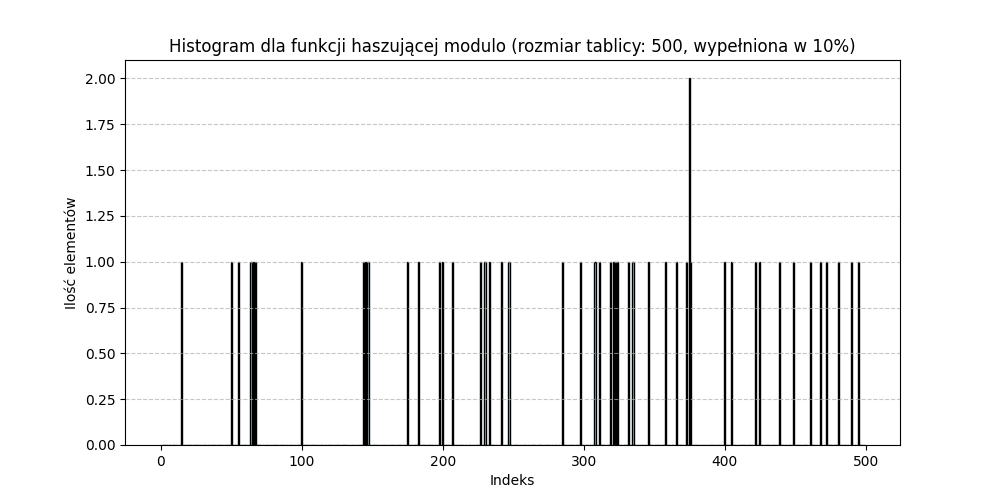 Histogram dla funkcji haszującej modulo (rozmiar tablicy: 500, wypełniona w 10%)
2.00
1.75
1.50
1.25
1.00
0.75
0.50
0.25
0.00
Ilość elementów
0 100 200 300 400 500
Indeks